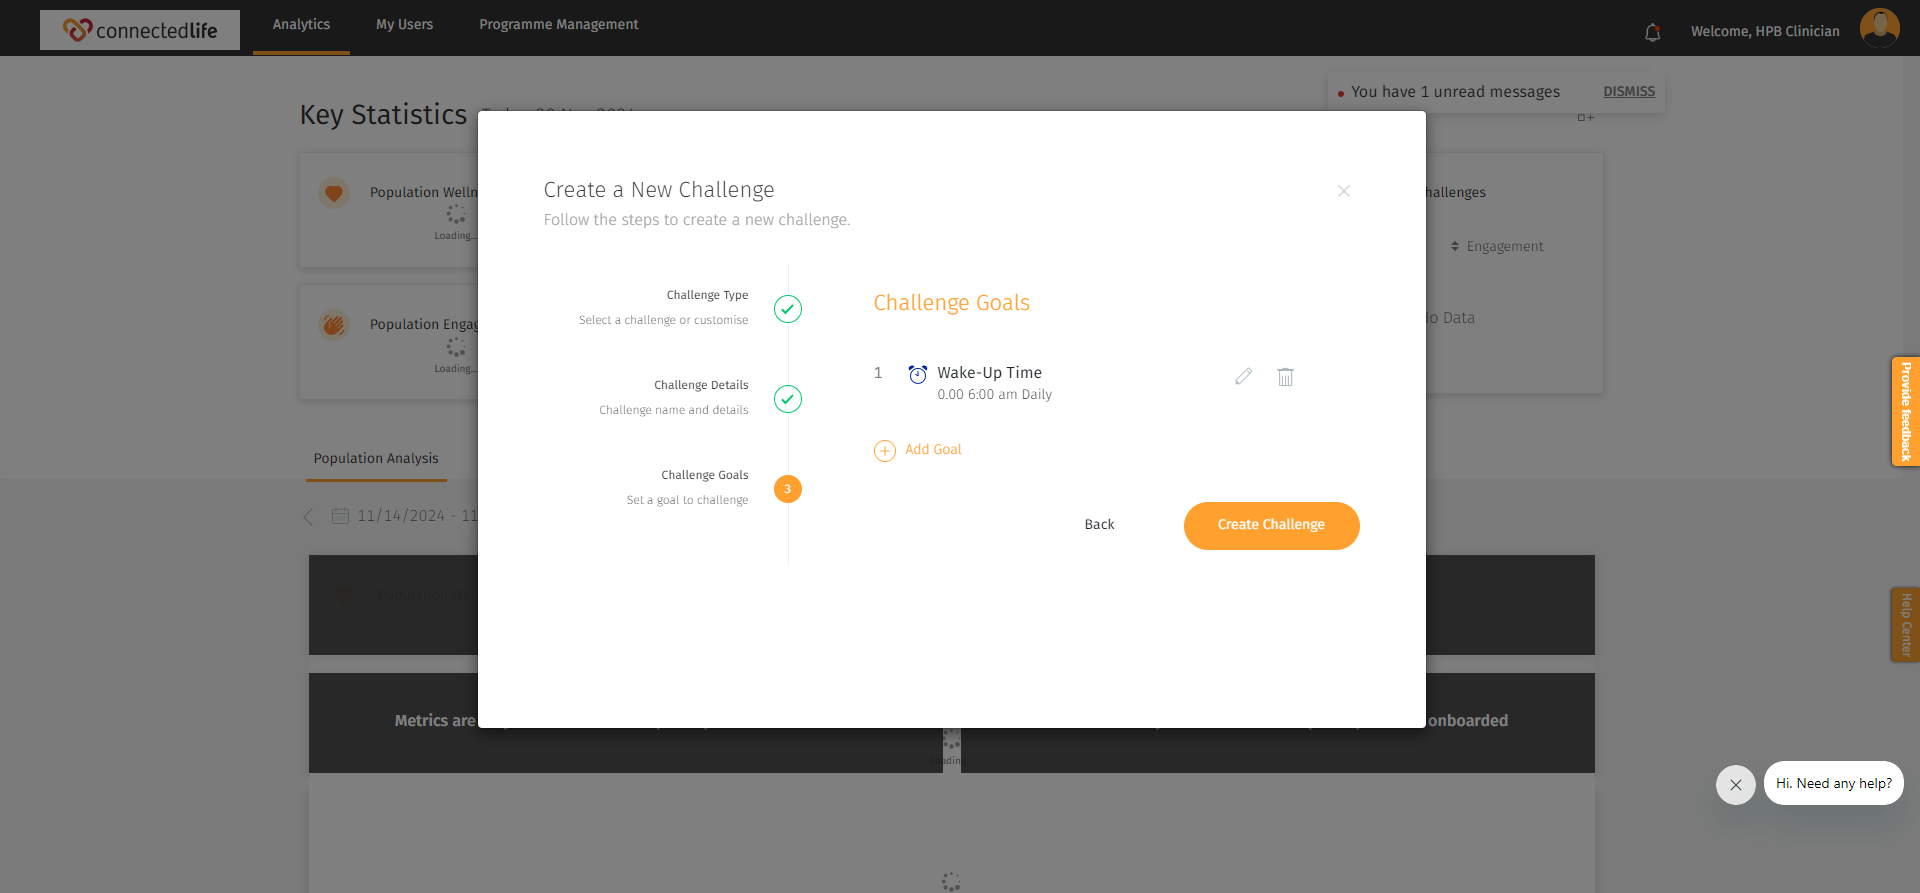 connectedlife
Analytics
My Users
Programme Management
Welcome, HPB Clinician
You have 1 unread messages
DISMISS
Key Statistics
Population Welln
Loading...
Challenges
Engagement
Population Engag
Loading...
No Data
Create a New Challenge
Follow the steps to create a new challenge.
Challenge Type
Select a challenge or customise
Challenge Details
Challenge name and details
Challenge Goals
Set a goal to challenge
3
Challenge Goals
1
Wake-Up Time
0.00 6:00 am Daily
Add Goal
Back
Create Challenge
Population Analysis
11/14/2024 - 11
Metrics are
onboarded
Provide feedback
Help Center
Hi. Need any help?